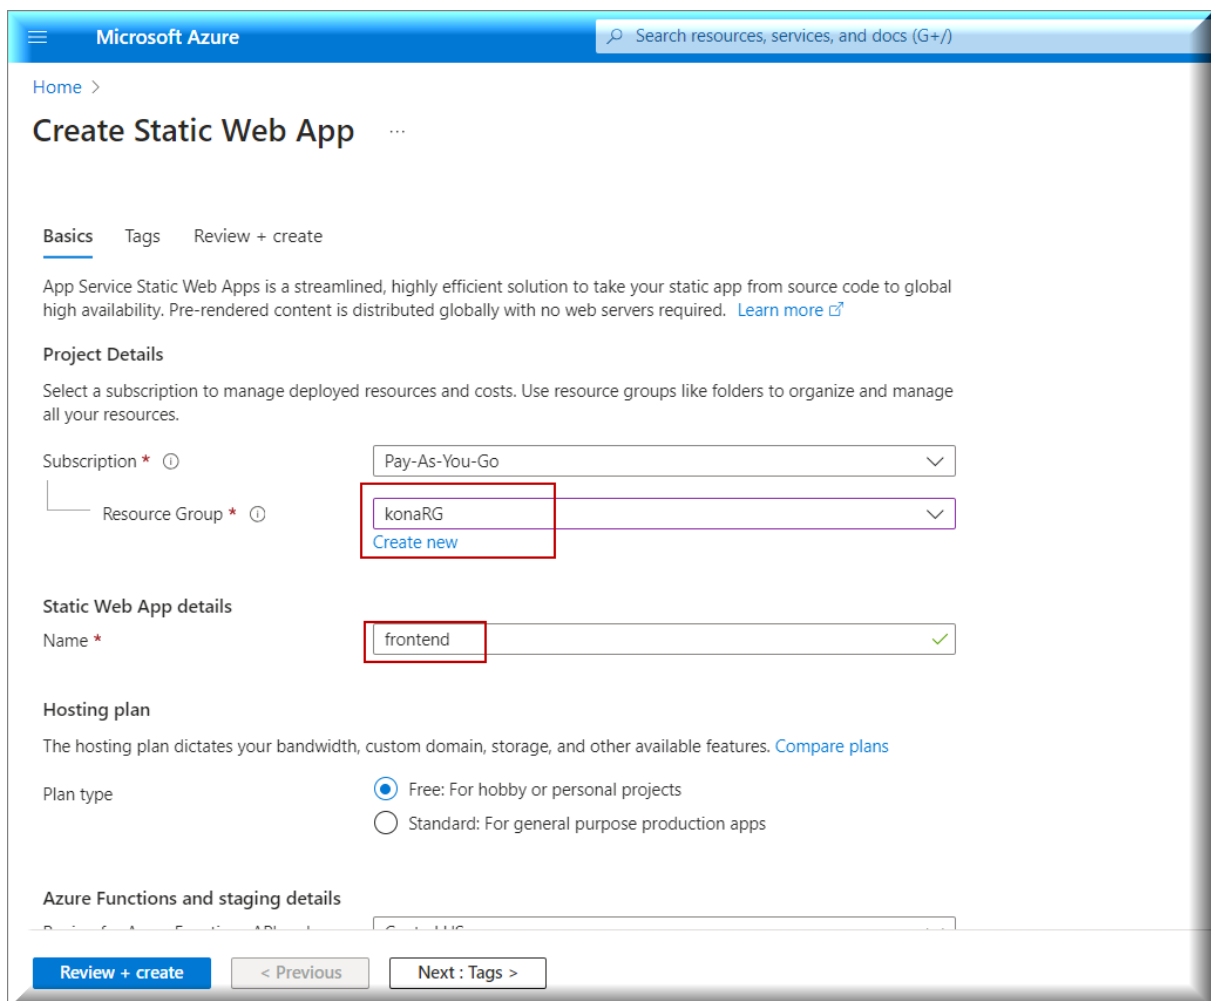 Microsoft Azure
Search resources, services, and docs (G+/)
Home >
Create Static Web App ...
Basics Tags Review + create
App Service Static Web Apps is a streamlined, highly efficient solution to take your static app from source code to global
high availability. Pre-rendered content is distributed globally with no web servers required. Learn more
Project Details
Select a subscription to manage deployed resources and costs. Use resource groups like folders to organize and manage
all your resources.
Subscription * Pay-As-You-Go
Resource Group * konaRG
Create new
Static Web App details
Name * frontend
Hosting plan
The hosting plan dictates your bandwidth, custom domain, storage, and other available features. Compare plans
Plan type Free: For hobby or personal projects
Standard: For general purpose production apps
Azure Functions and staging details
Review + create < Previous Next : Tags >